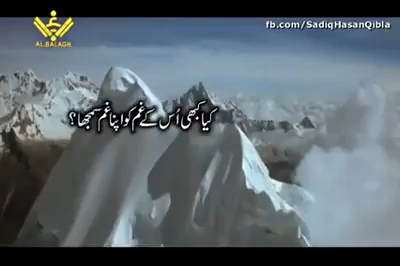 fb.com/SadiqHasanQibla
AL.BALAGH
کیا کبھی اُس کے غم کو اپنا غم سمجھا؟